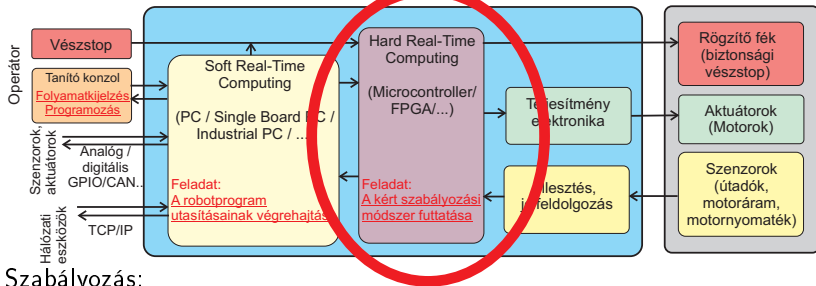 Operátor
Vészstop
Tanító konzol
Folyamatkijelzés
Programozás
Szenzorok,
aktuátorok
Analóg /
digitális
GPIO/CAN..
Hálózati
eszközök
TCP/IP
Soft Real-Time
Computing
(PC / Single Board PC /
Industrial PC / ...
Feladat:
A robotprogram
utasításainak végrehajtás
Hard Real-Time
Computing
(Microcontroller/
FPGA/...)
Feladat:
A kért szabályozási
módszer futtatása
Teljesítmény
elektronika
jelfeldolgozás
Rögzítő fék
(biztonsági
vészstop)
Aktuátorok
(Motorok)
Szenzorok
(útadók,
motoráram,
motornyomaték)
Szabályozás: